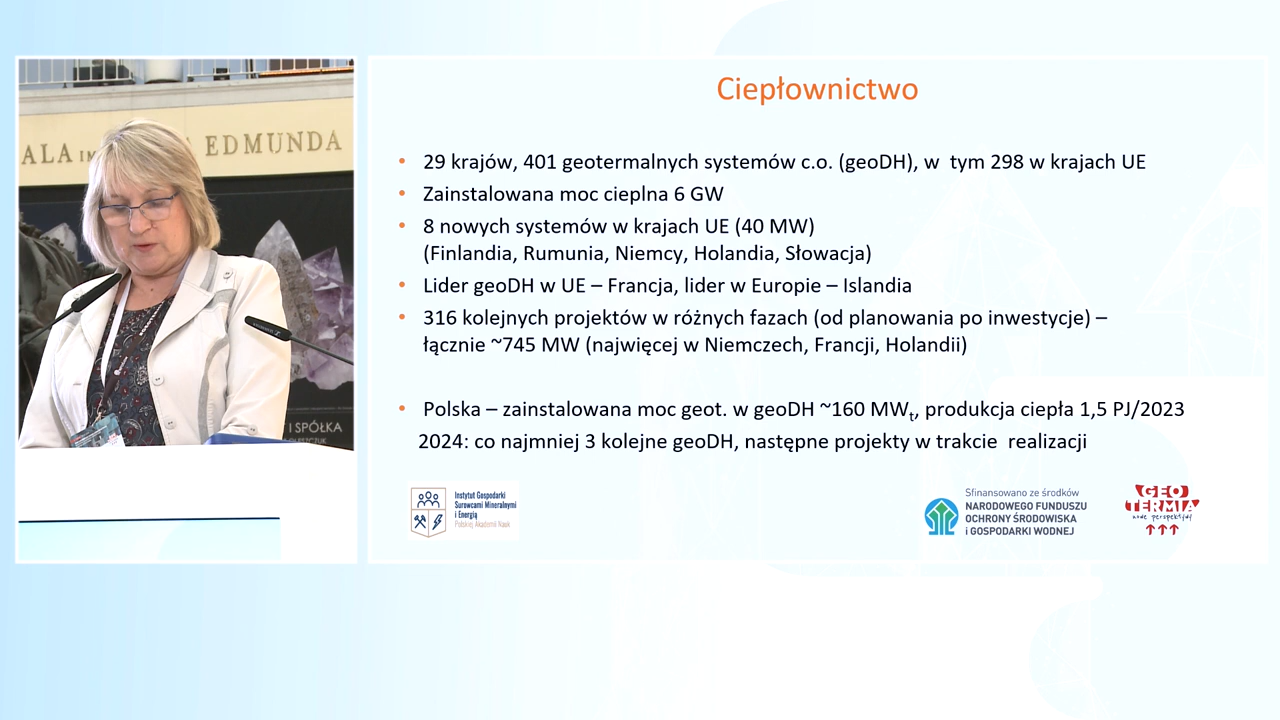 ALA IM
EDMUNDA
I SPÓŁKA
Ciepłownictwo
• 29 krajów, 401 geotermalnych systemów c.o. (geoDH), w tym 298 w krajach UE
• Zainstalowana moc cieplna 6 GW
• 8 nowych systemów w krajach UE (40 MW)
(Finlandia, Rumunia, Niemcy, Holandia, Słowacja)
• Lider geoDH w UE – Francja, lider w Europie – Islandia
• 316 kolejnych projektów w różnych fazach (od planowania po inwestycje) –
łącznie ~745 MW (najwięcej w Niemczech, Francji, Holandii)
• Polska – zainstalowana moc geot. w geoDH ~160 MWt, produkcja ciepła 1,5 PJ/2023
2024: co najmniej 3 kolejne geoDH, następne projekty w trakcie realizacji
Instytut Gospodarki
Surowcami Mineralnymi
i Energią
Polskiej Akademii Nauk
Sfinansowano ze środków
NARODOWEGO FUNDUSZU
OCHRONY ŚRODOWISKA
i GOSPODARKI WODNEJ
GEO
TERMIA
nowe perspektywy